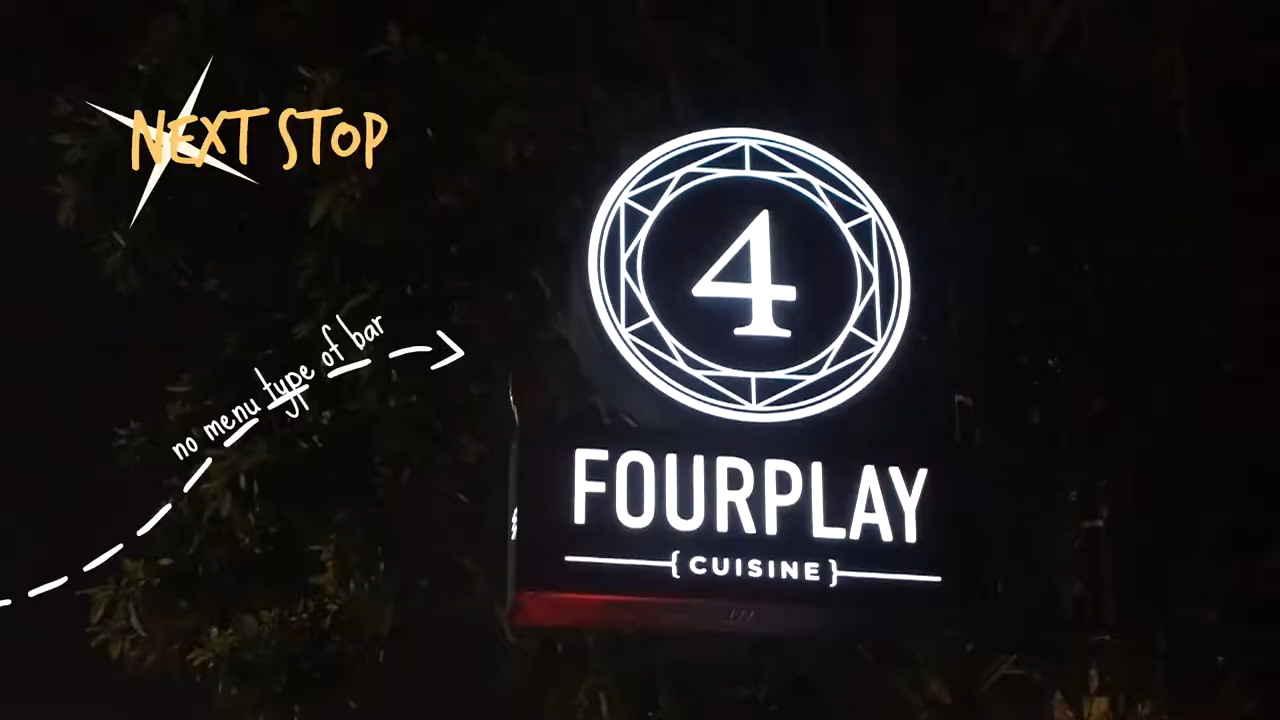 NEXT STOP
no menu type of bar
4
FOURPLAY
{CUISINE}